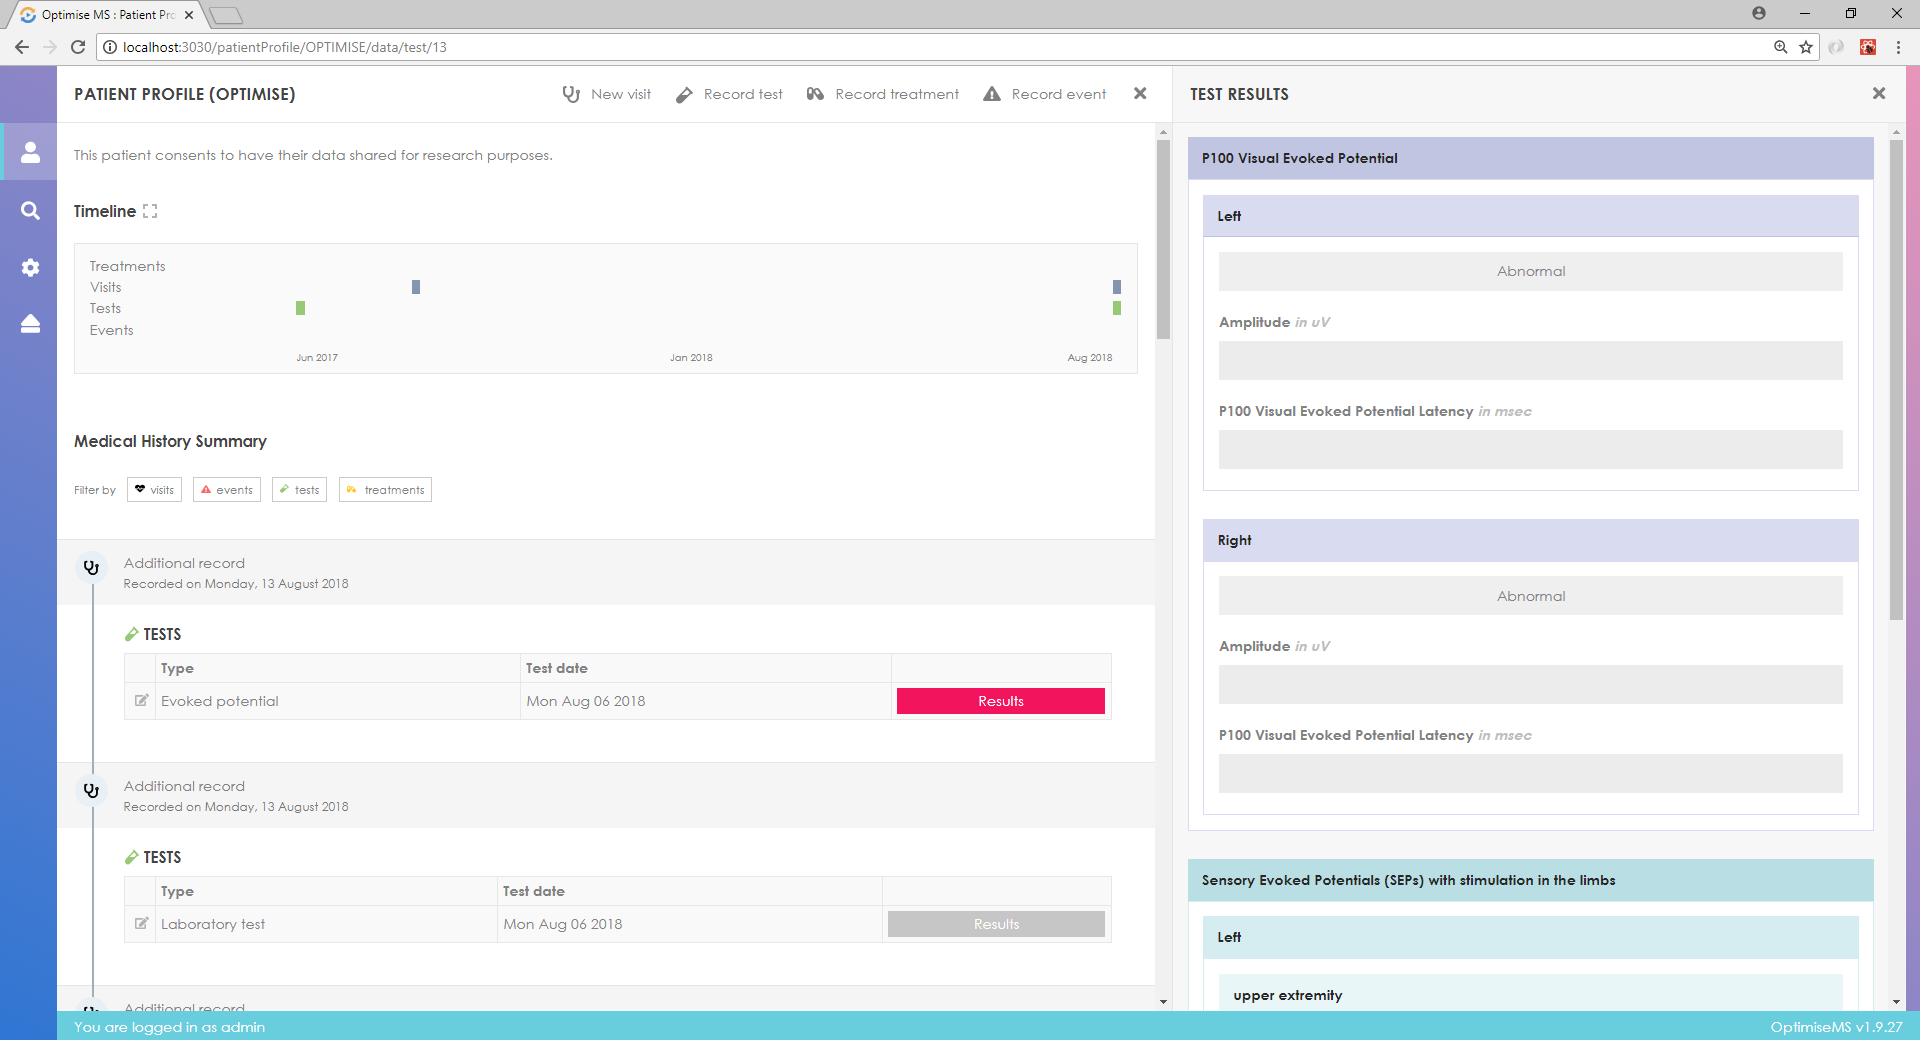 Optimise MS : Patient Pro
localhost:3030/patientProfile/OPTIMISE/data/test/13
PATIENT PROFILE (OPTIMISE)
New visit
Record test
Record treatment
Record event
This patient consents to have their data shared for research purposes.
Timeline
Treatments
Visits
Tests
Events
Jun 2017
Jan 2018
Aug 2018
Medical History Summary
Filter by
visits
events
tests
treatments
Additional record
Recorded on Monday, 13 August 2018
TESTS
Type
Test date
Evoked potential
Mon Aug 06 2018
Results
Additional record
Recorded on Monday, 13 August 2018
TESTS
Type
Test date
Laboratory test
Mon Aug 06 2018
Results
Additional record
TEST RESULTS
P100 Visual Evoked Potential
Left
Abnormal
Amplitude in uV
P100 Visual Evoked Potential Latency in msec
Right
Abnormal
Amplitude in uV
P100 Visual Evoked Potential Latency in msec
Sensory Evoked Potentials (SEPs) with stimulation in the limbs
Left
upper extremity
You are logged in as admin
OptimiseMS v1.9.27